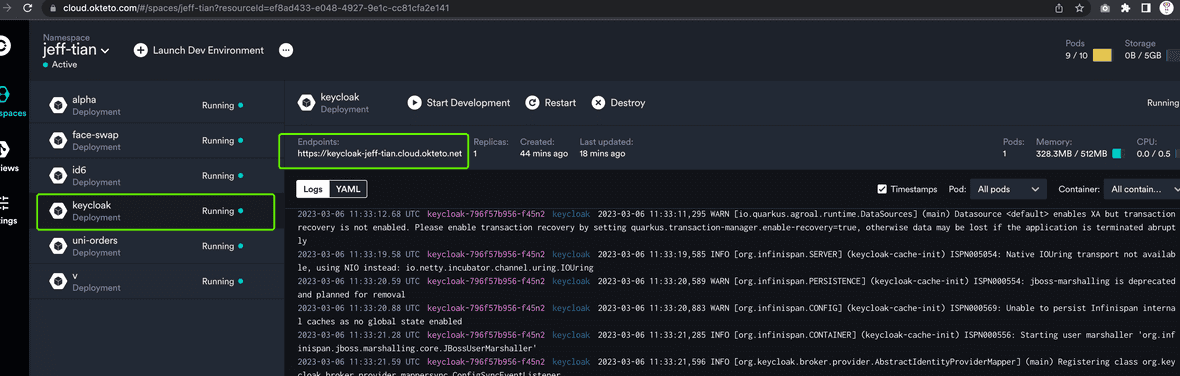 cloud.okteto.com/#/spaces/jeff-tian?resourceId=ef8ad433-e048-4927-9e1c-cc81cfa2e141
Namespace
jeff-tian
Active
Launch Dev Environment
Pods
9 / 10
Storage
0B / 5GB
spaces
alpha
Deployment
Running
face-swap
Deployment
Running
id6
Deployment
Running
keycloak
Deployment
Running
uni-orders
Deployment
Running
v
Deployment
Running
keycloak
Deployment
Start Development
Restart
Destroy
Running
Endpoints:
https://keycloak-jeff-tian.cloud.okteto.net
Replicas:
1
Created:
44 mins ago
Last updated:
18 mins ago
Pods:
1
Memory:
328.3MB / 512MB
CPU:
0.0 / 0.5
Logs YAML
Timestamps Pod: All pods Container: All contain...
2023-03-06 11:33:12.68 UTC keycloak-796f57b956-f45n2 keycloak 2023-03-06 11:33:11,295 WARN [io.quarkus.agroal.runtime.DataSources] (main) Datasource <default> enables XA but transaction
recovery is not enabled. Please enable transaction recovery by setting quarkus.transaction-manager.enable-recovery=true, otherwise data may be lost if the application is terminated abrupt
ly
2023-03-06 11:33:19.58 UTC keycloak-796f57b956-f45n2 keycloak 2023-03-06 11:33:19,585 INFO [org.infinispan.SERVER] (keycloak-cache-init) ISPN005054: Native IOUring transport not availa
ble, using NIO instead: io.netty.incubator.channel.uring.IOUring
2023-03-06 11:33:20.59 UTC keycloak-796f57b956-f45n2 keycloak 2023-03-06 11:33:20,589 WARN [org.infinispan.PERSISTENCE] (keycloak-cache-init) ISPN000554: jboss-marshalling is deprecated
and planned for removal
2023-03-06 11:33:20.88 UTC keycloak-796f57b956-f45n2 keycloak 2023-03-06 11:33:20,883 WARN [org.infinispan.CONFIG] (keycloak-cache-init) ISPN000569: Unable to persist Infinispan intern
al caches as no global state enabled
2023-03-06 11:33:21.28 UTC keycloak-796f57b956-f45n2 keycloak 2023-03-06 11:33:21,285 INFO [org.infinispan.CONTAINER] (keycloak-cache-init) ISPN000556: Starting user marshaller 'org.inf
inispan.jboss.marshalling.core.JBossUserMarshaller'
2023-03-06 11:33:21.59 UTC keycloak-796f57b956-f45n2 keycloak 2023-03-06 11:33:21,596 INFO [org.keycloak.broker.provider.AbstractIdentityProviderMapper] (main) Registering class org.key
cloak.broker.provider.mappersync.ConfigSyncEventListener